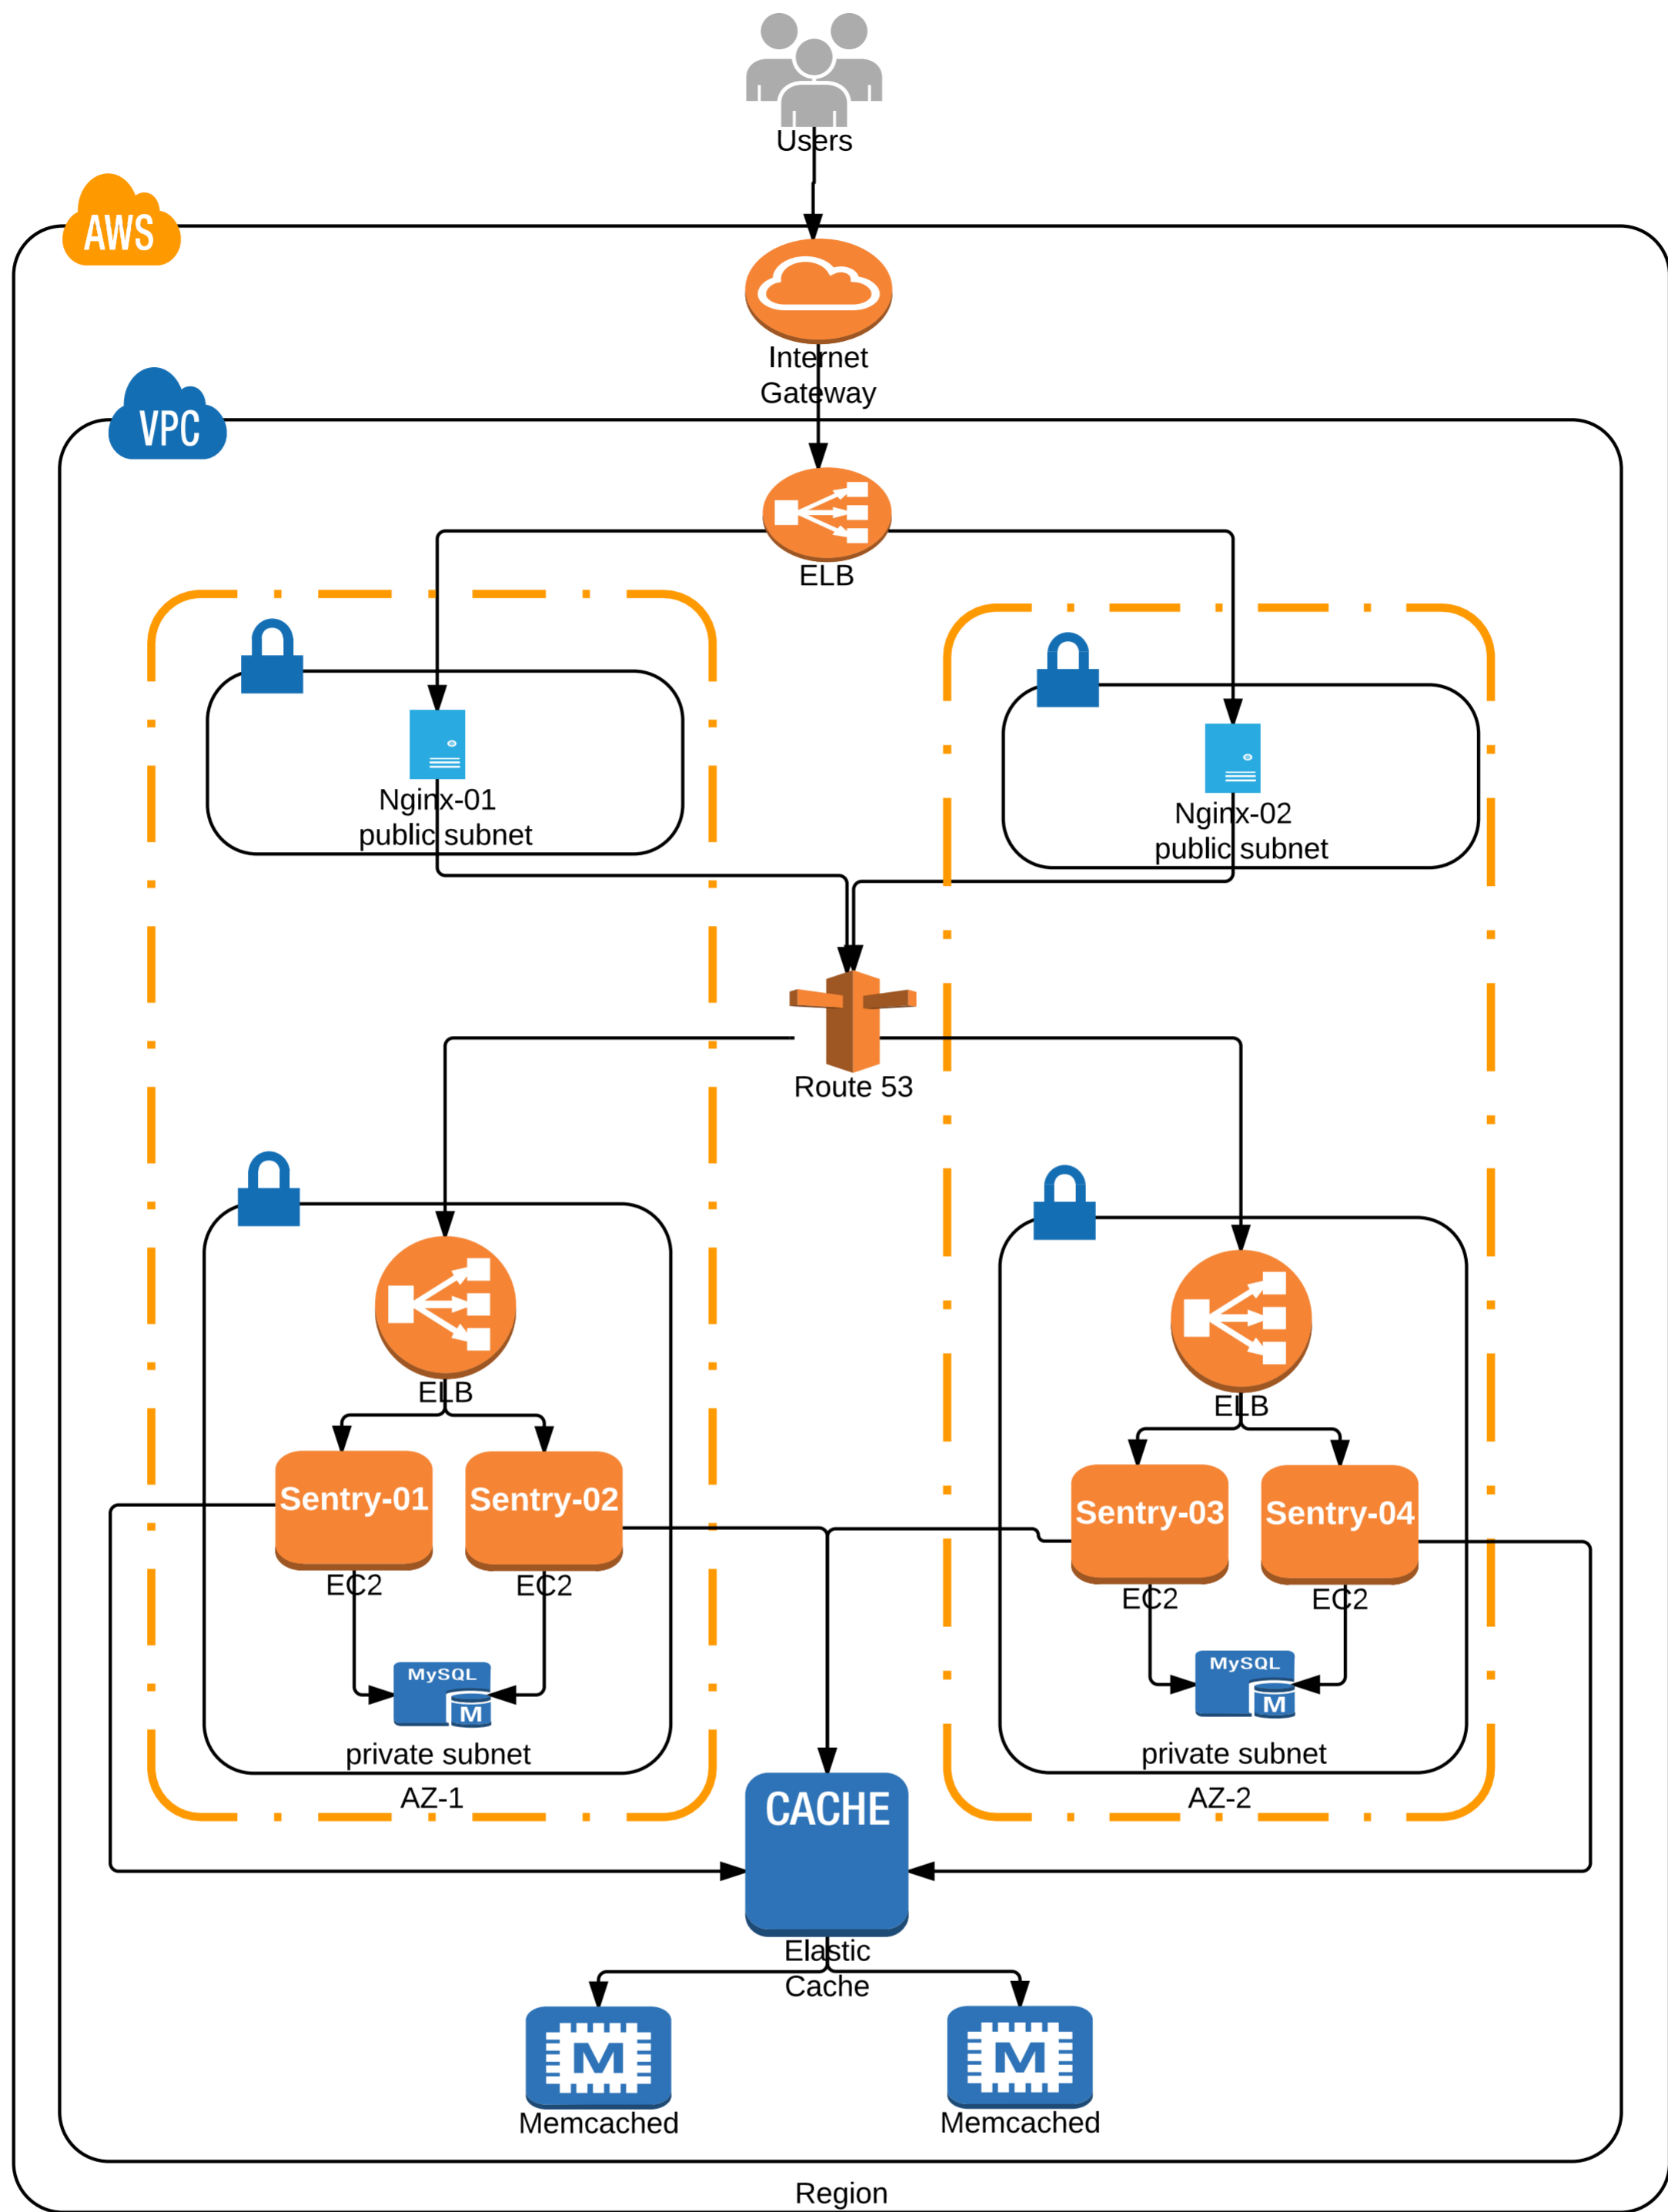 Users
AWS
Internet
Gateway
VPC
ELB
Nginx-01
public subnet
Nginx-02
public subnet
Route 53
ELB
ELB
Sentry-01
Sentry-02
Sentry-03
Sentry-04
EC2
EC2
EC2
EC2
MySQL
M
MySQL
M
private subnet
private subnet
AZ-1
AZ-2
CACHE
Elastic
Cache
M
M
Memcached
Memcached
Region